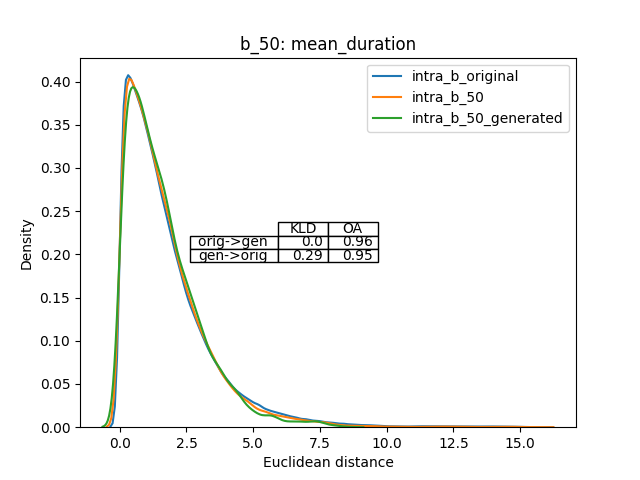 b_50: mean_duration
intra_b_original
intra_b_50
intra_b_50_generated
0.40
0.35
0.30
0.25
0.20
0.15
0.10
0.05
0.00
Density
KLD OA
orig->gen 0.0 0.96
gen->orig 0.29 0.95
0.0 2.5 5.0 7.5 10.0 12.5 15.0
Euclidean distance